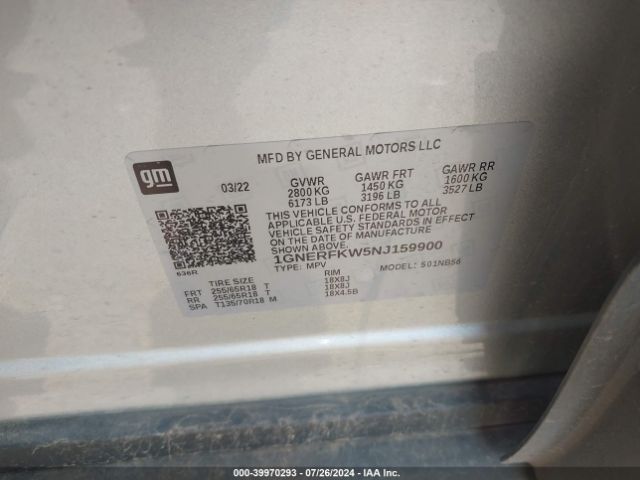 gm
MFD BY GENERAL MOTORS LLC
03/22 GVWR GAWR FRT GAWR RR
2800 KG 1450 KG 1600 KG
6173 LB 3196 LB 3527 LB
THIS VEHICLE CONFORMS TO ALL
APPLICABLE U.S. FEDERAL MOTOR
VEHICLE SAFETY STANDARDS IN EFFECT
ON THE DATE OF MANUFACTURE
SHOWN ABOVE.
1GNERFKW5NJ159900
TYPE: MPV MODEL: S01NB56
636R
TIRE SIZE RIM
FRT 255/65R18 T 18X8J
RR 255/65R18 T 18X8J
SPA T135/70R18 M 18X4.5B
000-39970293 - 07/26/2024 - IAA Inc.